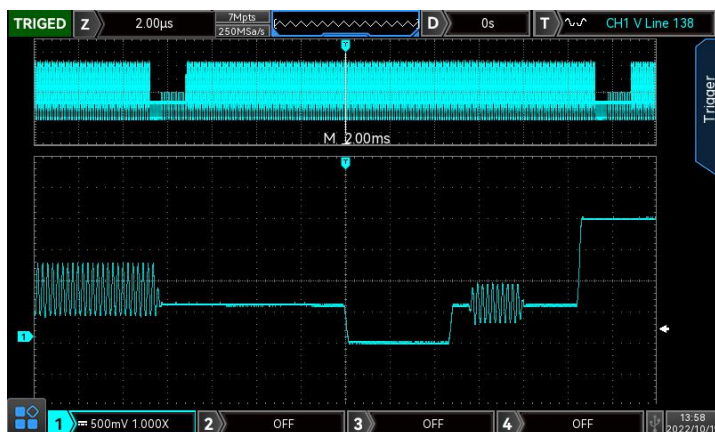 TRIGED Z 2.00μs 7Mpts D 0s T CH1 V Line 138
250MSa/s
T
Trigger
M 2.00ms
T
1
1 500mV 1.000X 2 OFF 3 OFF 4 OFF 13:58